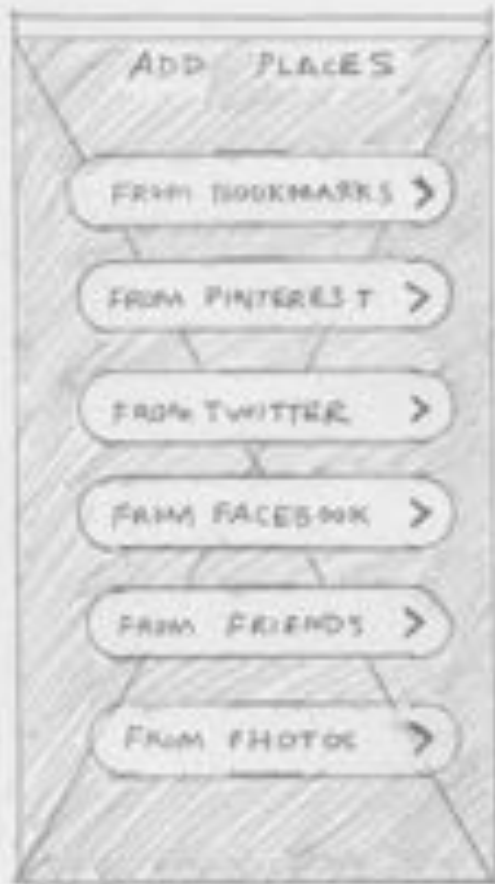 ADD PLACES
FROM BOOKMARKS >
FROM PINTEREST >
FROM TWITTER >
FROM FACEBOOK >
FROM FRIENDS >
FROM PHOTOS >